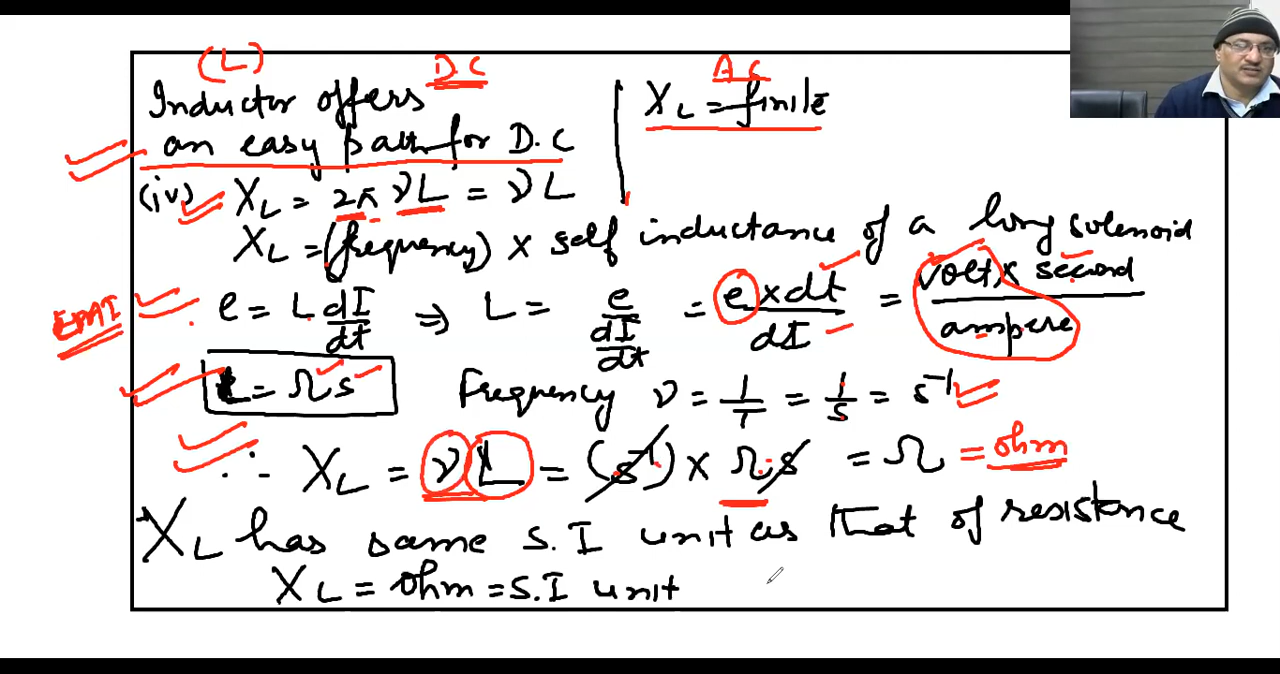 (L) D.C AC
Inductor offers
an easy path for D.C
X_L = finite
(iv) X_L = 2π νL = νL
X_L = (frequency) × self inductance of a long solenoid
EMI e = L dI/dt ⇒ L = e/(dI/dt) = e×dt/dI = volt × second/ampere
L = Ω s Frequency ν = 1/T = 1/s = s⁻¹
∴ X_L = νL = (s⁻¹) × Ω s = Ω = ohm
X_L has same S.I unit as that of resistance
X_L = ohm = S.I unit